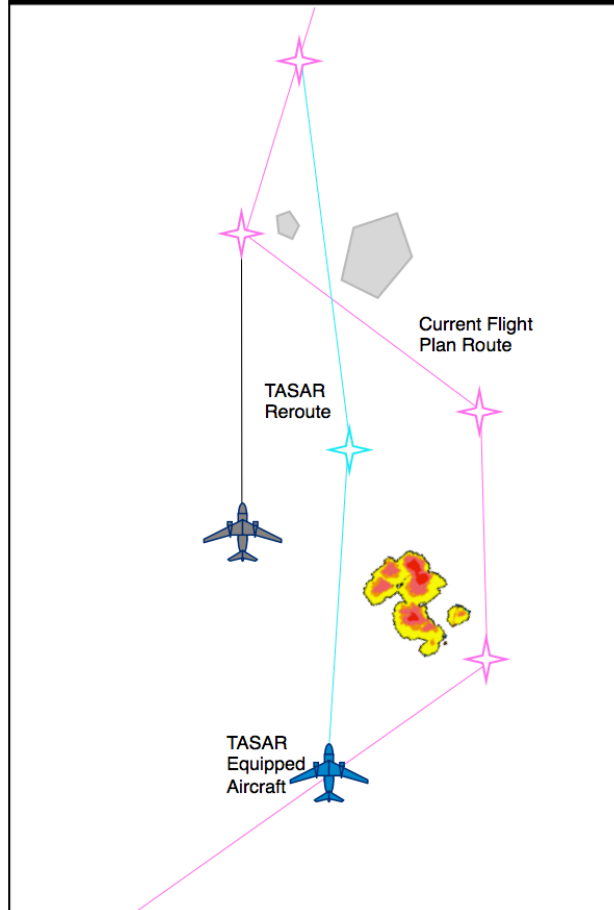 Current Flight
Plan Route
TASAR
Reroute
TASAR
Equipped
Aircraft